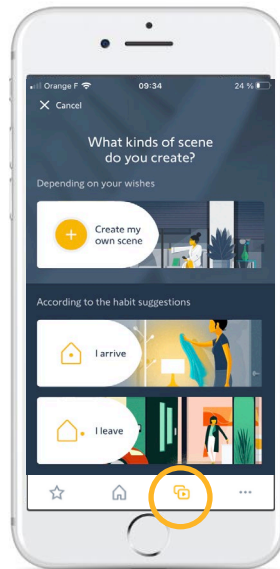 Orange F 09:34 24 %
Cancel
What kinds of scene
do you create?
Depending on your wishes
Create my
own scene
According to the habit suggestions
I arrive
I leave